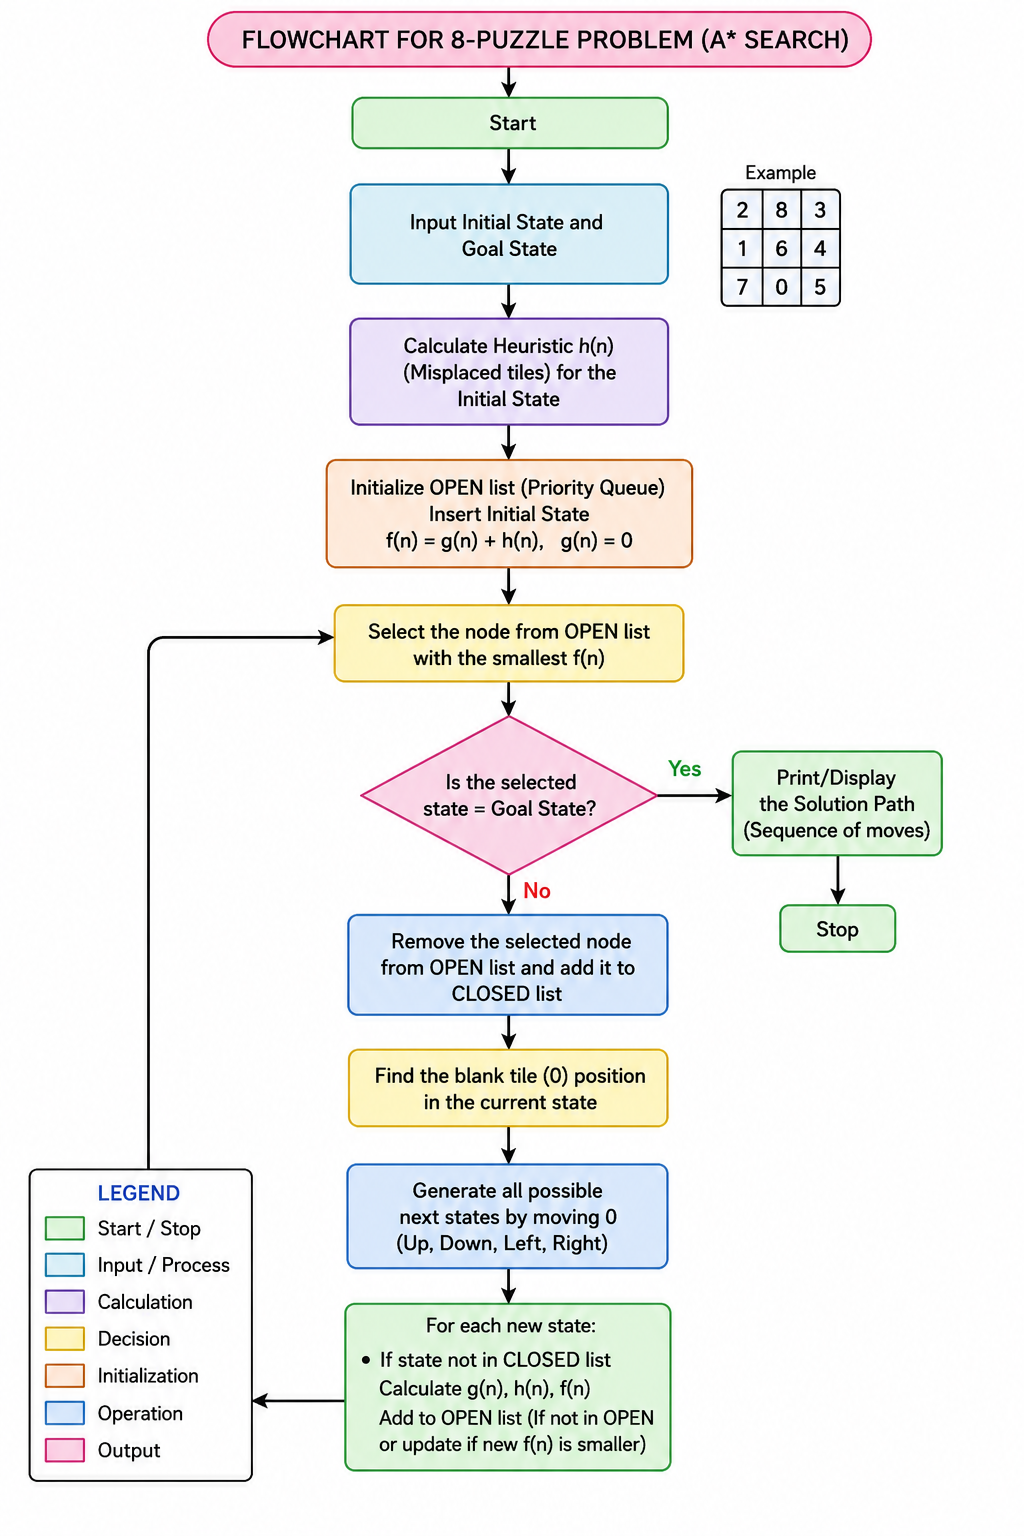 FLOWCHART FOR 8-PUZZLE PROBLEM (A* SEARCH)
Start
Input Initial State and
Goal State
Example
2 8 3
1 6 4
7 0 5
Calculate Heuristic h(n)
(Misplaced tiles) for the
Initial State
Initialize OPEN list (Priority Queue)
Insert Initial State
f(n) = g(n) + h(n), g(n) = 0
Select the node from OPEN list
with the smallest f(n)
Is the selected
state = Goal State?
Yes
Print/Display
the Solution Path
(Sequence of moves)
Stop
No
Remove the selected node
from OPEN list and add it to
CLOSED list
Find the blank tile (0) position
in the current state
Generate all possible
next states by moving 0
(Up, Down, Left, Right)
For each new state:
• If state not in CLOSED list
Calculate g(n), h(n), f(n)
Add to OPEN list (If not in OPEN
or update if new f(n) is smaller)
LEGEND
Start / Stop
Input / Process
Calculation
Decision
Initialization
Operation
Output